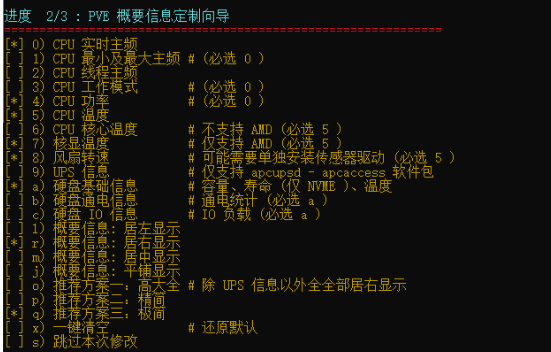 进度 2/3 : PVE 概要信息定制向导
==================================================
[*] 0) CPU 实时主频
[ ] 1) CPU 最小及最大主频 # (必选 0 )
[ ] 2) CPU 线程主频
[ ] 3) CPU 工作模式 # (必选 0 )
[*] 4) CPU 功率 # (必选 0 )
[*] 5) CPU 温度
[ ] 6) CPU 核心温度 # 不支持 AMD (必选 5 )
[*] 7) 核显温度 # 仅支持 AMD (必选 5 )
[*] 8) 风扇转速 # 可能需要单独安装传感器驱动 (必选 5 )
[ ] 9) UPS 信息 # 仅支持 apcupsd - apcaccess 软件包
[*] a) 硬盘基础信息 # 容量、寿命 (仅 NVME )、温度
[ ] b) 硬盘通电信息 # 通电统计 (必选 a )
[ ] c) 硬盘 IO 信息 # IO 负载 (必选 a )
[ ] l) 概要信息: 居左显示
[*] r) 概要信息: 居右显示
[ ] m) 概要信息: 居中显示
[ ] j) 概要信息: 平铺显示
[ ] o) 推荐方案一: 高大全 # 除 UPS 信息以外全全部居右显示
[ ] p) 推荐方案二: 精简
[*] q) 推荐方案三: 极简
[ ] x) 一键清空 # 还原默认
[ ] s) 跳过本次修改